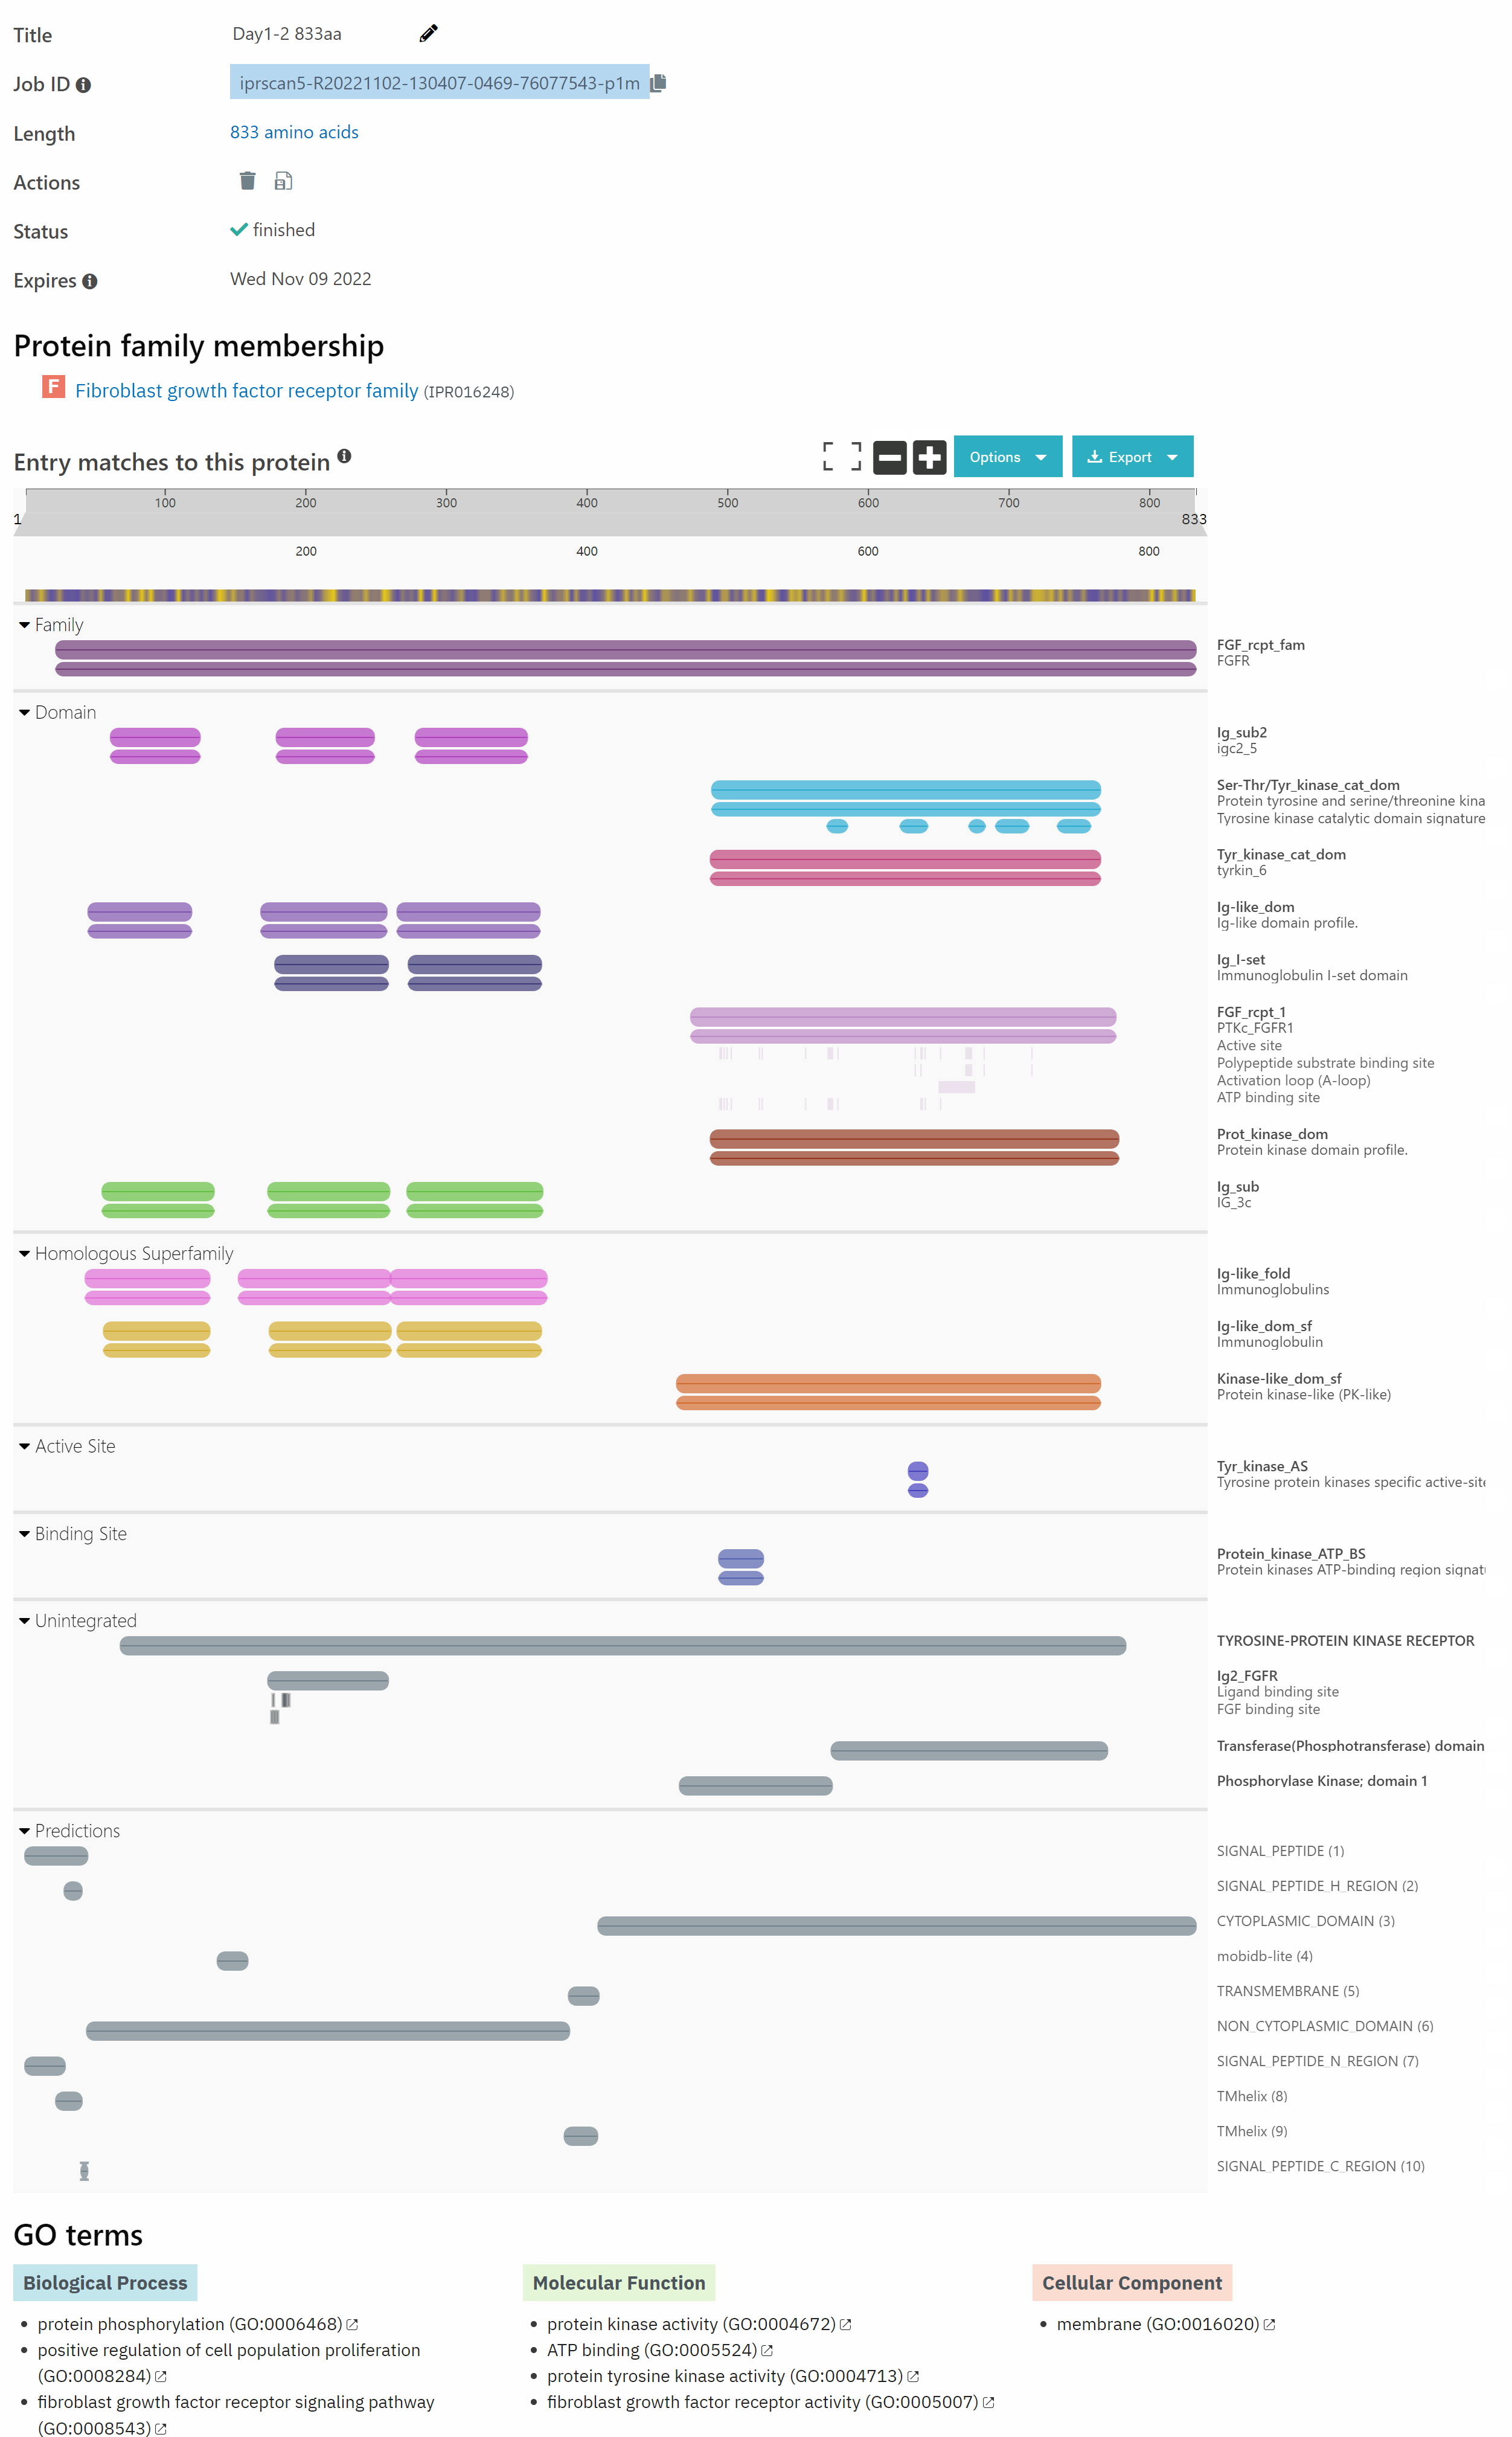 Title Day1-2 833aa
Job ID iprscan5-R20221102-130407-0469-76077543-p1m
Length 833 amino acids
Actions
Status finished
Expires Wed Nov 09 2022
Protein family membership
F Fibroblast growth factor receptor family (IPR016248)
Entry matches to this protein
Options Export
100 200 300 400 500 600 700 800
1 833
200 400 600 800
Family
FGF_rcpt_fam
FGFR
Domain
Ig_sub2
igc2_5
Ser-Thr/Tyr_kinase_cat_dom
Protein tyrosine and serine/threonine kina
Tyrosine kinase catalytic domain signature
Tyr_kinase_cat_dom
tyrkin_6
Ig-like_dom
Ig-like domain profile.
Ig_I-set
Immunoglobulin I-set domain
FGF_rcpt_1
PTKc_FGFR1
Active site
Polypeptide substrate binding site
Activation loop (A-loop)
ATP binding site
Prot_kinase_dom
Protein kinase domain profile.
Ig_sub
IG_3c
Homologous Superfamily
Ig-like_fold
Immunoglobulins
Ig-like_dom_sf
Immunoglobulin
Kinase-like_dom_sf
Protein kinase-like (PK-like)
Active Site
Tyr_kinase_AS
Tyrosine protein kinases specific active-site
Binding Site
Protein_kinase_ATP_BS
Protein kinases ATP-binding region signatu
Unintegrated
TYROSINE-PROTEIN KINASE RECEPTOR
Ig2_FGFR
Ligand binding site
FGF binding site
Transferase(Phosphotransferase) domain
Phosphorylase Kinase; domain 1
Predictions
SIGNAL_PEPTIDE (1)
SIGNAL_PEPTIDE_H_REGION (2)
CYTOPLASMIC_DOMAIN (3)
mobidb-lite (4)
TRANSMEMBRANE (5)
NON_CYTOPLASMIC_DOMAIN (6)
SIGNAL_PEPTIDE_N_REGION (7)
TMhelix (8)
TMhelix (9)
SIGNAL_PEPTIDE_C_REGION (10)
GO terms
Biological Process
protein phosphorylation (GO:0006468)
positive regulation of cell population proliferation
(GO:0008284)
fibroblast growth factor receptor signaling pathway
(GO:0008543)
Molecular Function
protein kinase activity (GO:0004672)
ATP binding (GO:0005524)
protein tyrosine kinase activity (GO:0004713)
fibroblast growth factor receptor activity (GO:0005007)
Cellular Component
membrane (GO:0016020)